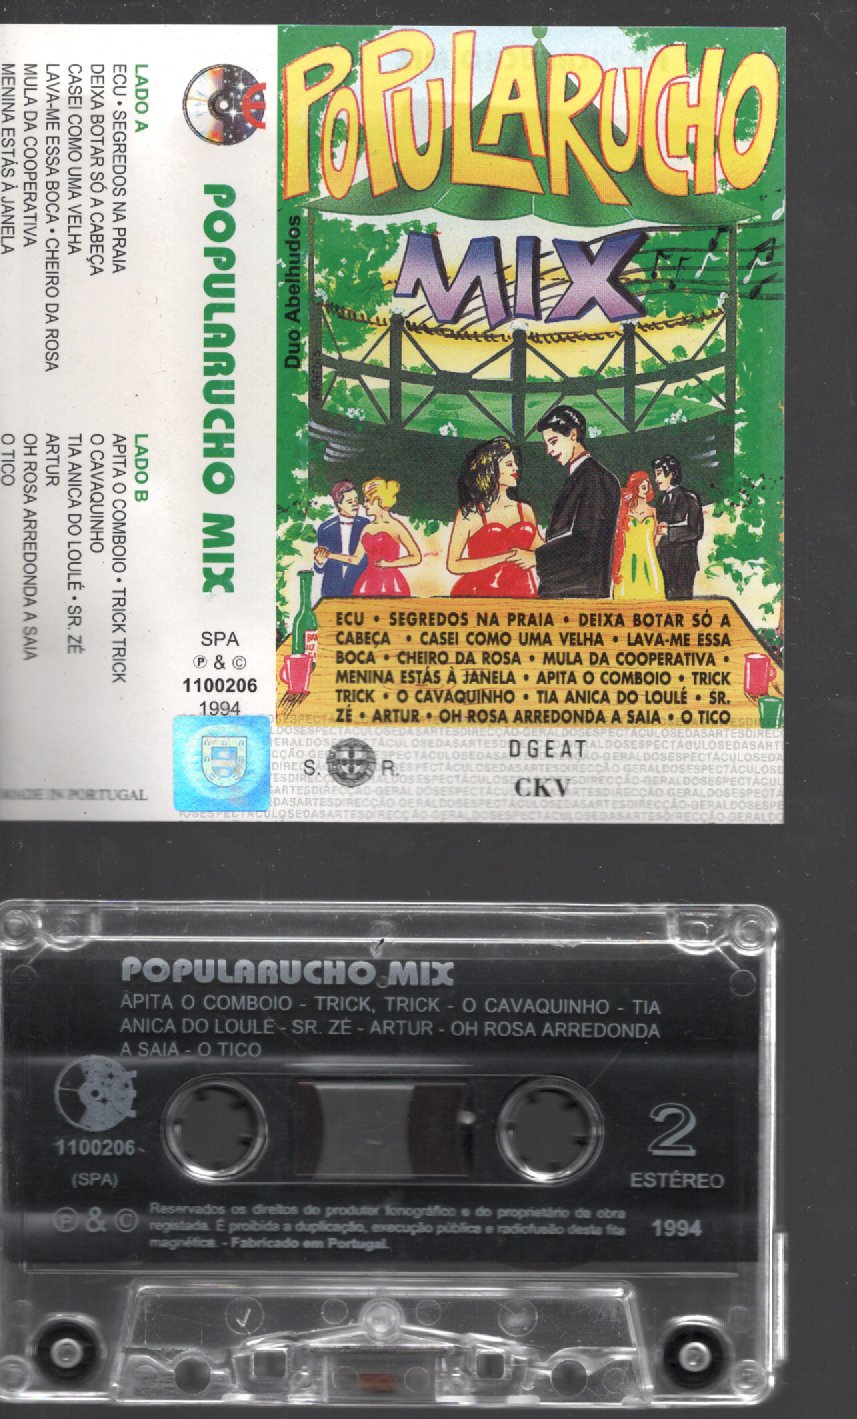 LADO A
ECU • SEGREDOS NA PRAIA
DEIXA BOTAR SÓ A CABEÇA
CASEI COMO UMA VELHA
LAVA-ME ESSA BOCA • CHEIRO DA ROSA
MULA DA COOPERATIVA
MENINA ESTÁS À JANELA
LADO B
APITA O COMBOIO • TRICK TRICK
O CAVAQUINHO
TIA ANICA DO LOULÉ • SR. ZÉ
ARTUR
OH ROSA ARREDONDA A SAIA
O TICO
MADE IN PORTUGAL
POPULARUCHO MIX
SPA
℗ & ©
1100206
1994
POPULARUCHO
MIX
Duo Abelhudos
ECU • SEGREDOS NA PRAIA • DEIXA BOTAR SÓ A
CABEÇA • CASEI COMO UMA VELHA • LAVA-ME ESSA
BOCA • CHEIRO DA ROSA • MULA DA COOPERATIVA •
MENINA ESTÁS À JANELA • APITA O COMBOIO • TRICK
TRICK • O CAVAQUINHO • TIA ANICA DO LOULÉ • SR.
ZÉ • ARTUR • OH ROSA ARREDONDA A SAIA • O TICO
S. R.
DGEAT
CKV
POPULARUCHO MIX
APITA O COMBOIO - TRICK, TRICK - O CAVAQUINHO - TIA
ANICA DO LOULÉ - SR. ZÉ - ARTUR - OH ROSA ARREDONDA
A SAIA - O TICO
1100206
(SPA)
2
ESTÉREO
℗ & ©
Reservados os direitos do produtor fonográfico e do proprietário da obra
registada. É proibida a duplicação, execução pública e radiofusão desta fita
magnética. - Fabricado em Portugal.
1994